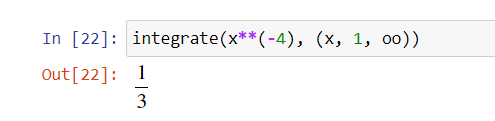 In [22]: integrate(x**(-4), (x, 1, oo))
Out[22]: 1
3